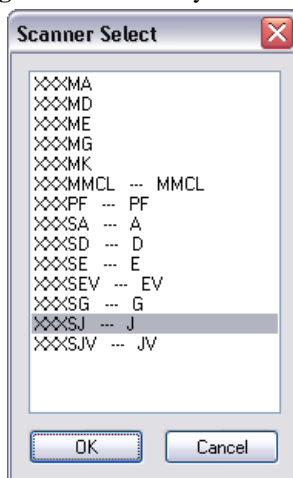 Scanner Select
XXXMA
XXXMD
XXXME
XXXMG
XXXMK
XXXMMCL --- MMCL
XXXPF --- PF
XXXSA --- A
XXXSD --- D
XXXSE --- E
XXXSEV --- EV
XXXSG --- G
XXXSJ --- J
XXXSJV --- JV
OK Cancel